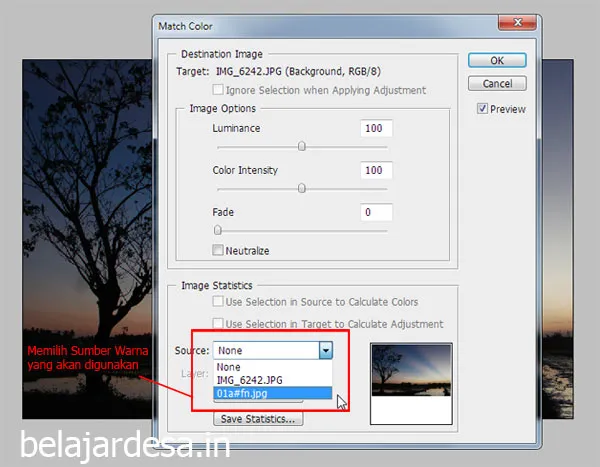 Match Color
Destination Image
OK
Target: IMG_6242.JPG (Background, RGB/8)
Cancel
Ignore Selection when Applying Adjustment
Preview
Image Options
Luminance 100
Color Intensity 100
Fade 0
Neutralize
Image Statistics
Use Selection in Source to Calculate Colors
Use Selection in Target to Calculate Adjustment
Memilih Sumber Warna
yang akan digunakan
Source: None
Layer: None
IMG_6242.JPG
01a#fn.jpg
Save Statistics...
belajardesa.in